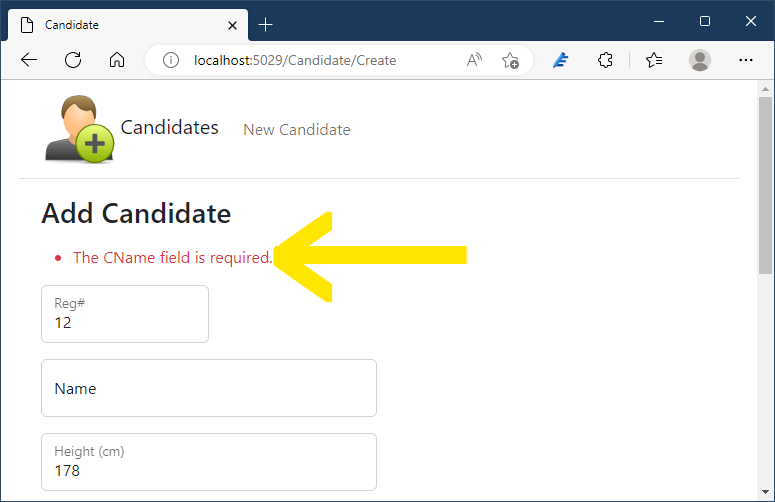 Candidate
localhost:5029/Candidate/Create
Candidates New Candidate
Add Candidate
• The CName field is required.
Reg#
12
Name
Height (cm)
178